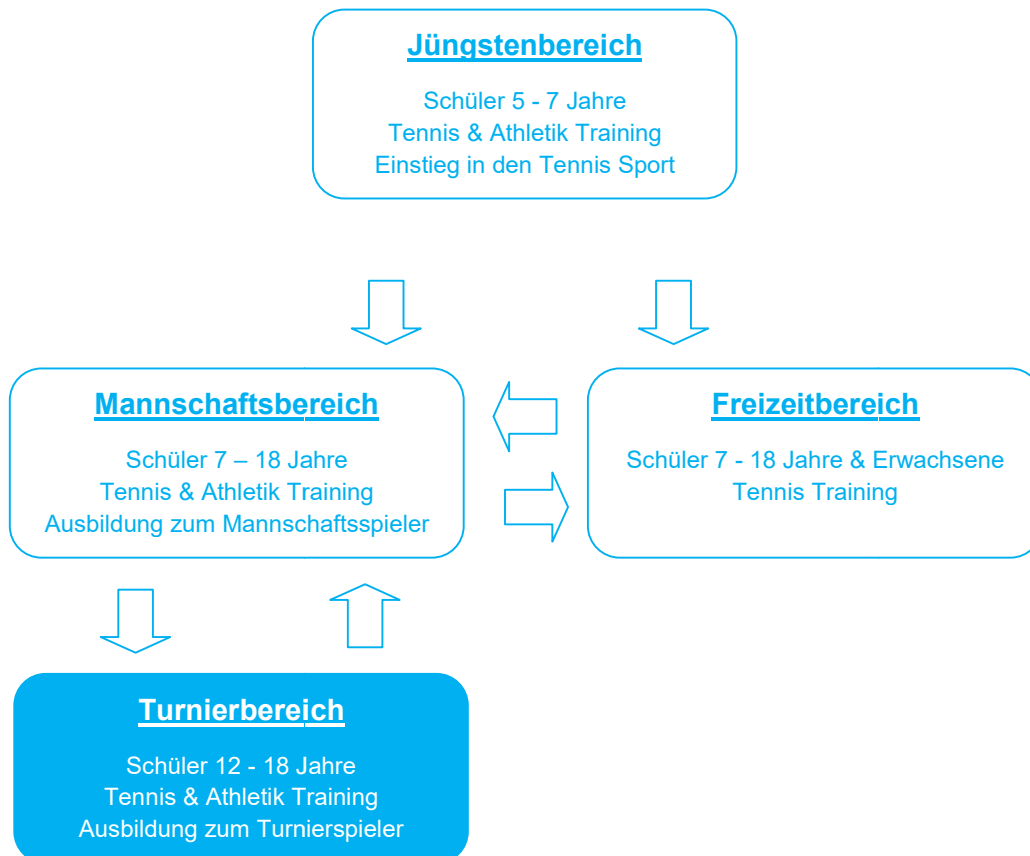 Jüngstenbereich
Schüler 5 - 7 Jahre
Tennis & Athletik Training
Einstieg in den Tennis Sport
Mannschaftsbereich
Schüler 7 – 18 Jahre
Tennis & Athletik Training
Ausbildung zum Mannschaftsspieler
Freizeitbereich
Schüler 7 - 18 Jahre & Erwachsene
Tennis Training
Turnierbereich
Schüler 12 - 18 Jahre
Tennis & Athletik Training
Ausbildung zum Turnierspieler